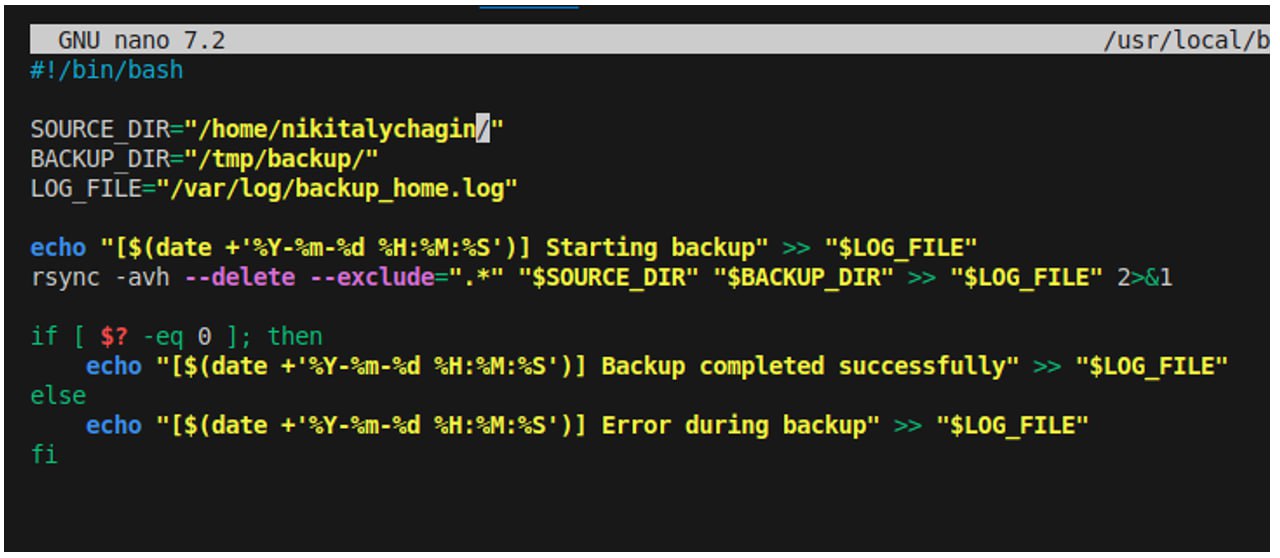 GNU nano 7.2 /usr/local/b
#!/bin/bash
SOURCE_DIR="/home/nikitalychagin/"
BACKUP_DIR="/tmp/backup/"
LOG_FILE="/var/log/backup_home.log"
echo "[$(date +'%Y-%m-%d %H:%M:%S')] Starting backup" >> "$LOG_FILE"
rsync -avh --delete --exclude=".*" "$SOURCE_DIR" "$BACKUP_DIR" >> "$LOG_FILE" 2>&1
if [ $? -eq 0 ]; then
    echo "[$(date +'%Y-%m-%d %H:%M:%S')] Backup completed successfully" >> "$LOG_FILE"
else
    echo "[$(date +'%Y-%m-%d %H:%M:%S')] Error during backup" >> "$LOG_FILE"
fi